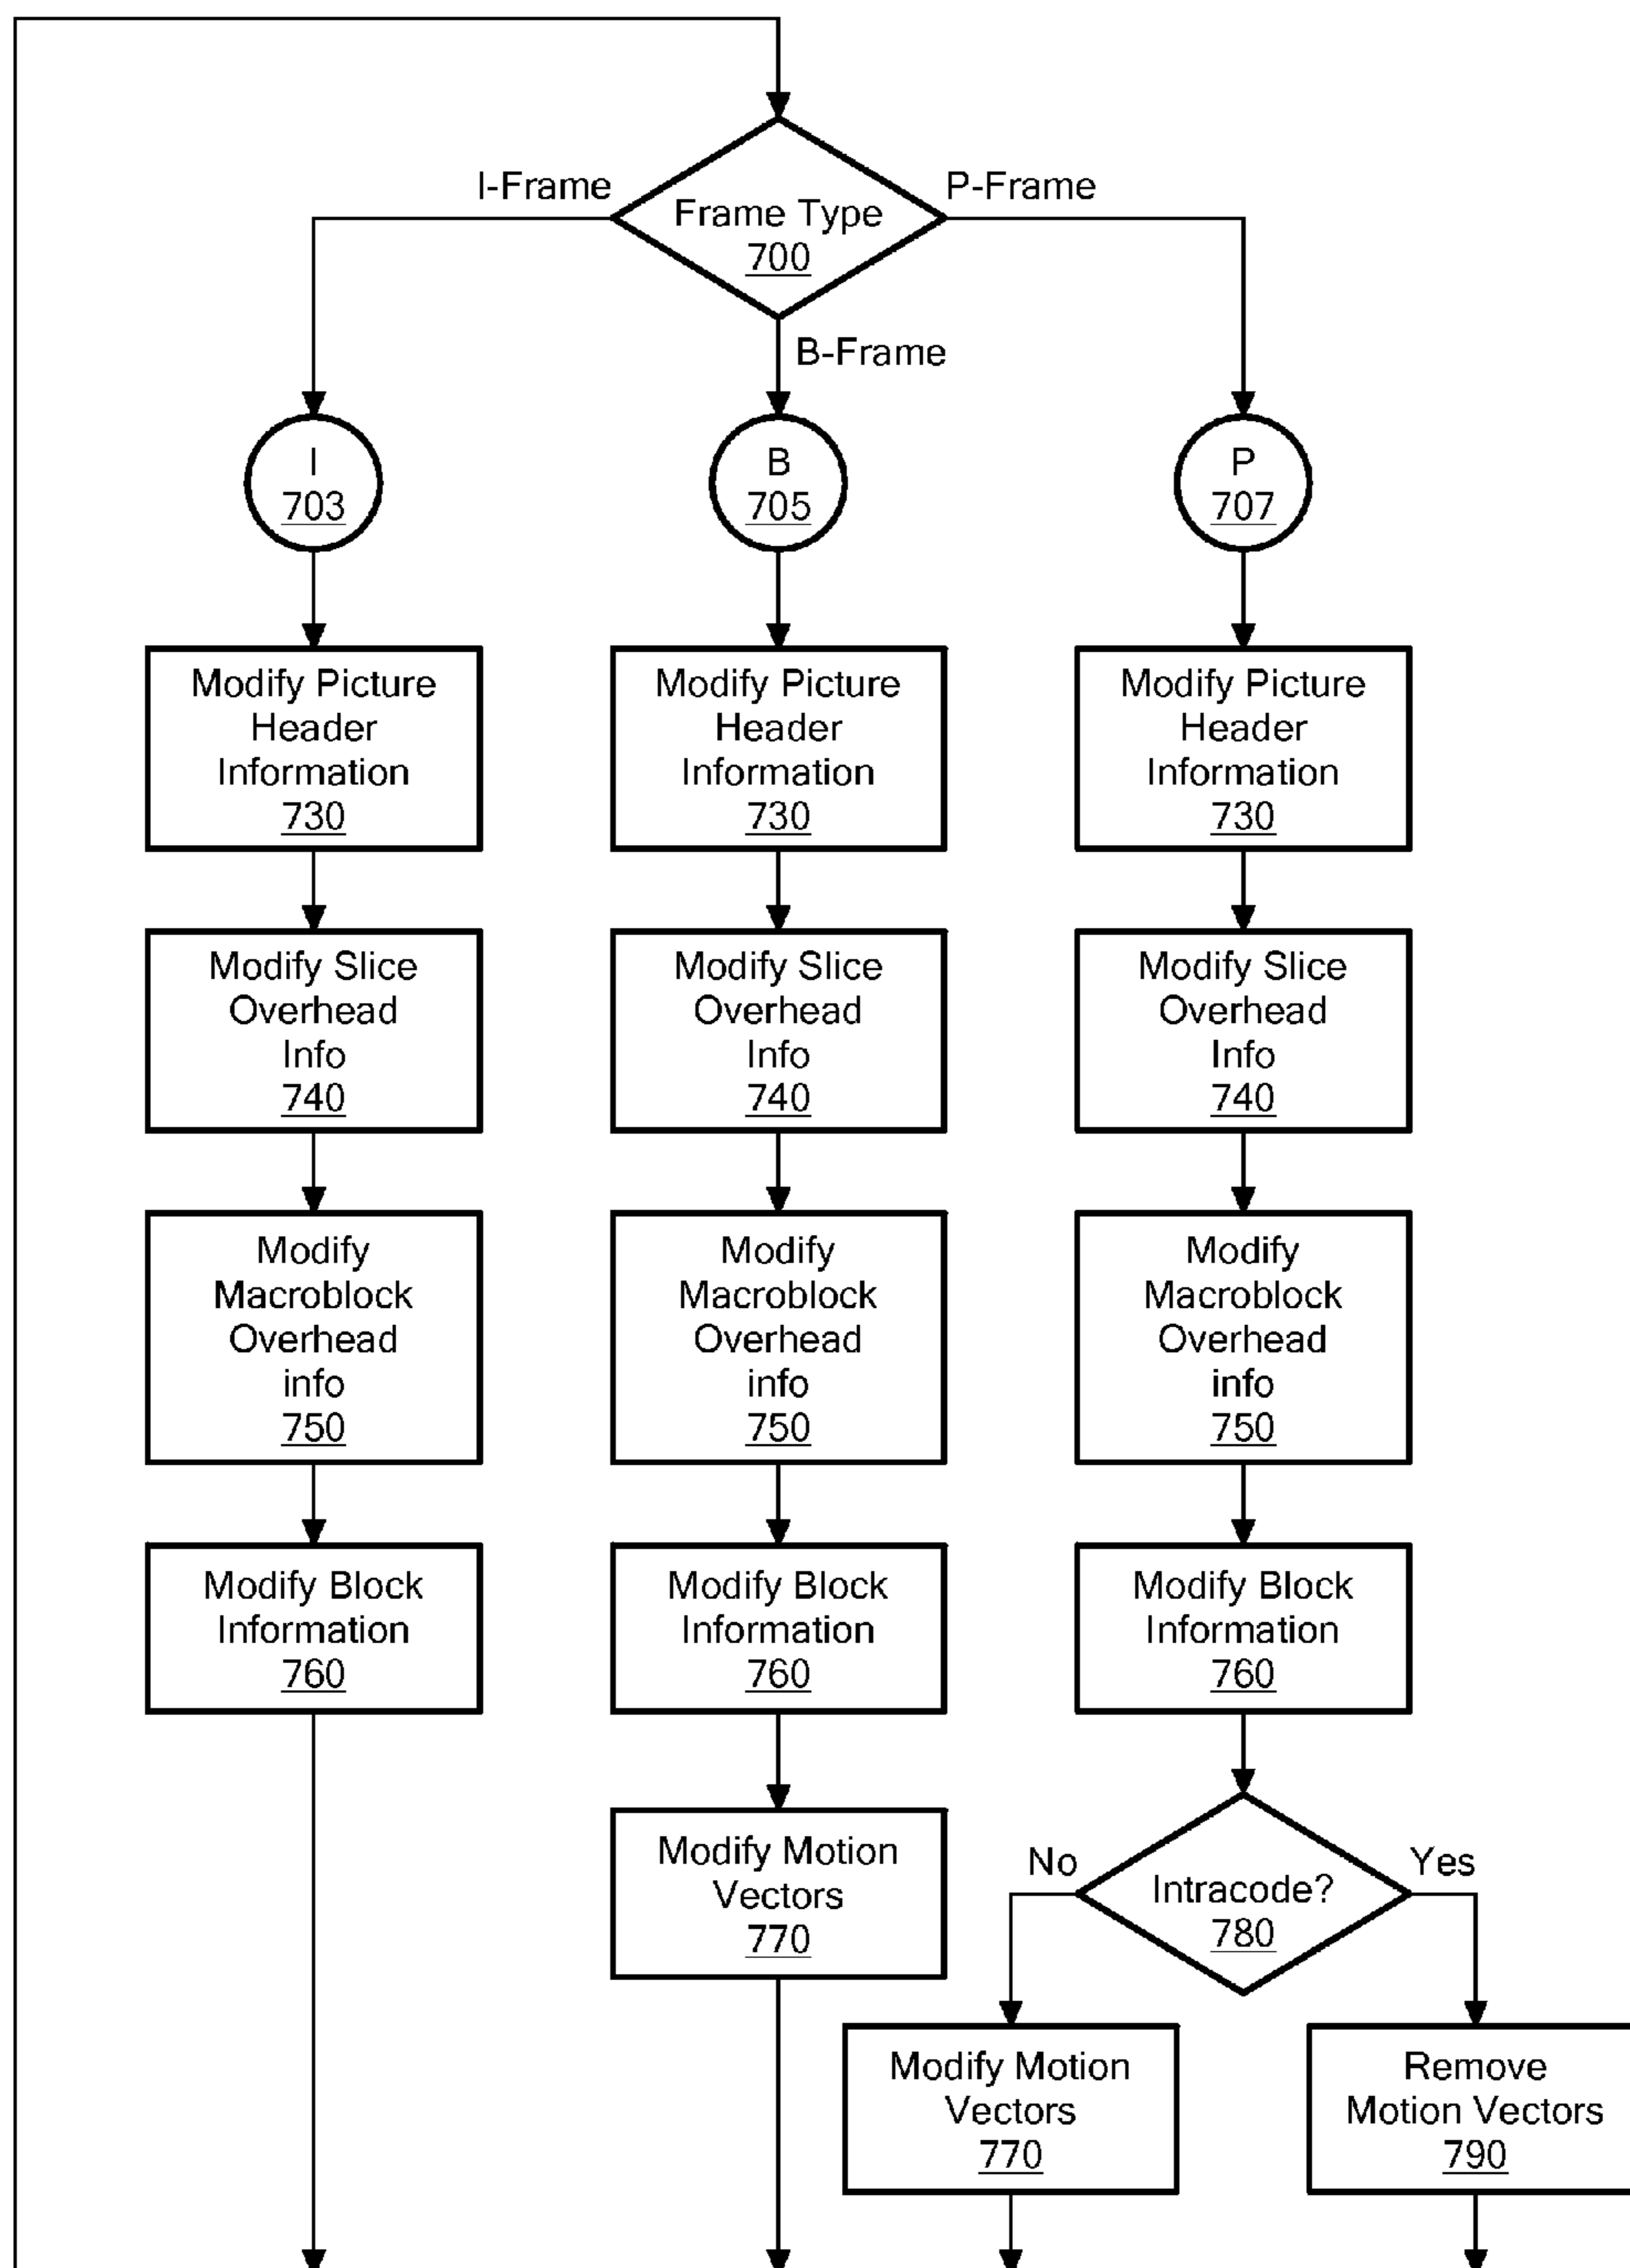 I-Frame
P-Frame
Frame Type
700
B-Frame
I
703
B
705
P
707
Modify Picture
Header
Information
730
Modify Picture
Header
Information
730
Modify Picture
Header
Information
730
Modify Slice
Overhead
Info
740
Modify Slice
Overhead
Info
740
Modify Slice
Overhead
Info
740
Modify
Macroblock
Overhead
info
750
Modify
Macroblock
Overhead
info
750
Modify
Macroblock
Overhead
info
750
Modify Block
Information
760
Modify Block
Information
760
Modify Block
Information
760
Modify Motion
Vectors
770
No
Intracode?
780
Yes
Modify Motion
Vectors
770
Remove
Motion Vectors
790